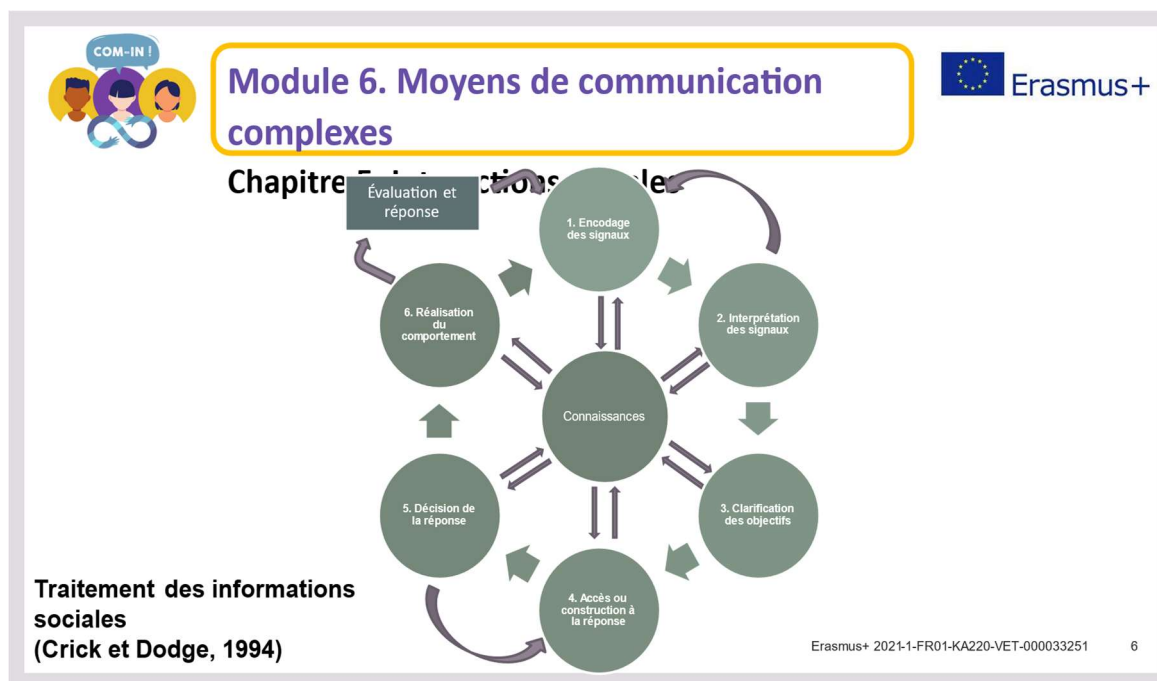 COM-IN !
Module 6. Moyens de communication
complexes
Erasmus+
Chapitre
Évaluation et
réponse
1. Encodage
des signaux
2. Interprétation
des signaux
3. Clarification
des objectifs
4. Accès ou
construction à
la réponse
5. Décision de
la réponse
6. Réalisation
du
comportement
Connaissances
Traitement des informations
sociales
(Crick et Dodge, 1994)
Erasmus+ 2021-1-FR01-KA220-VET-000033251
6